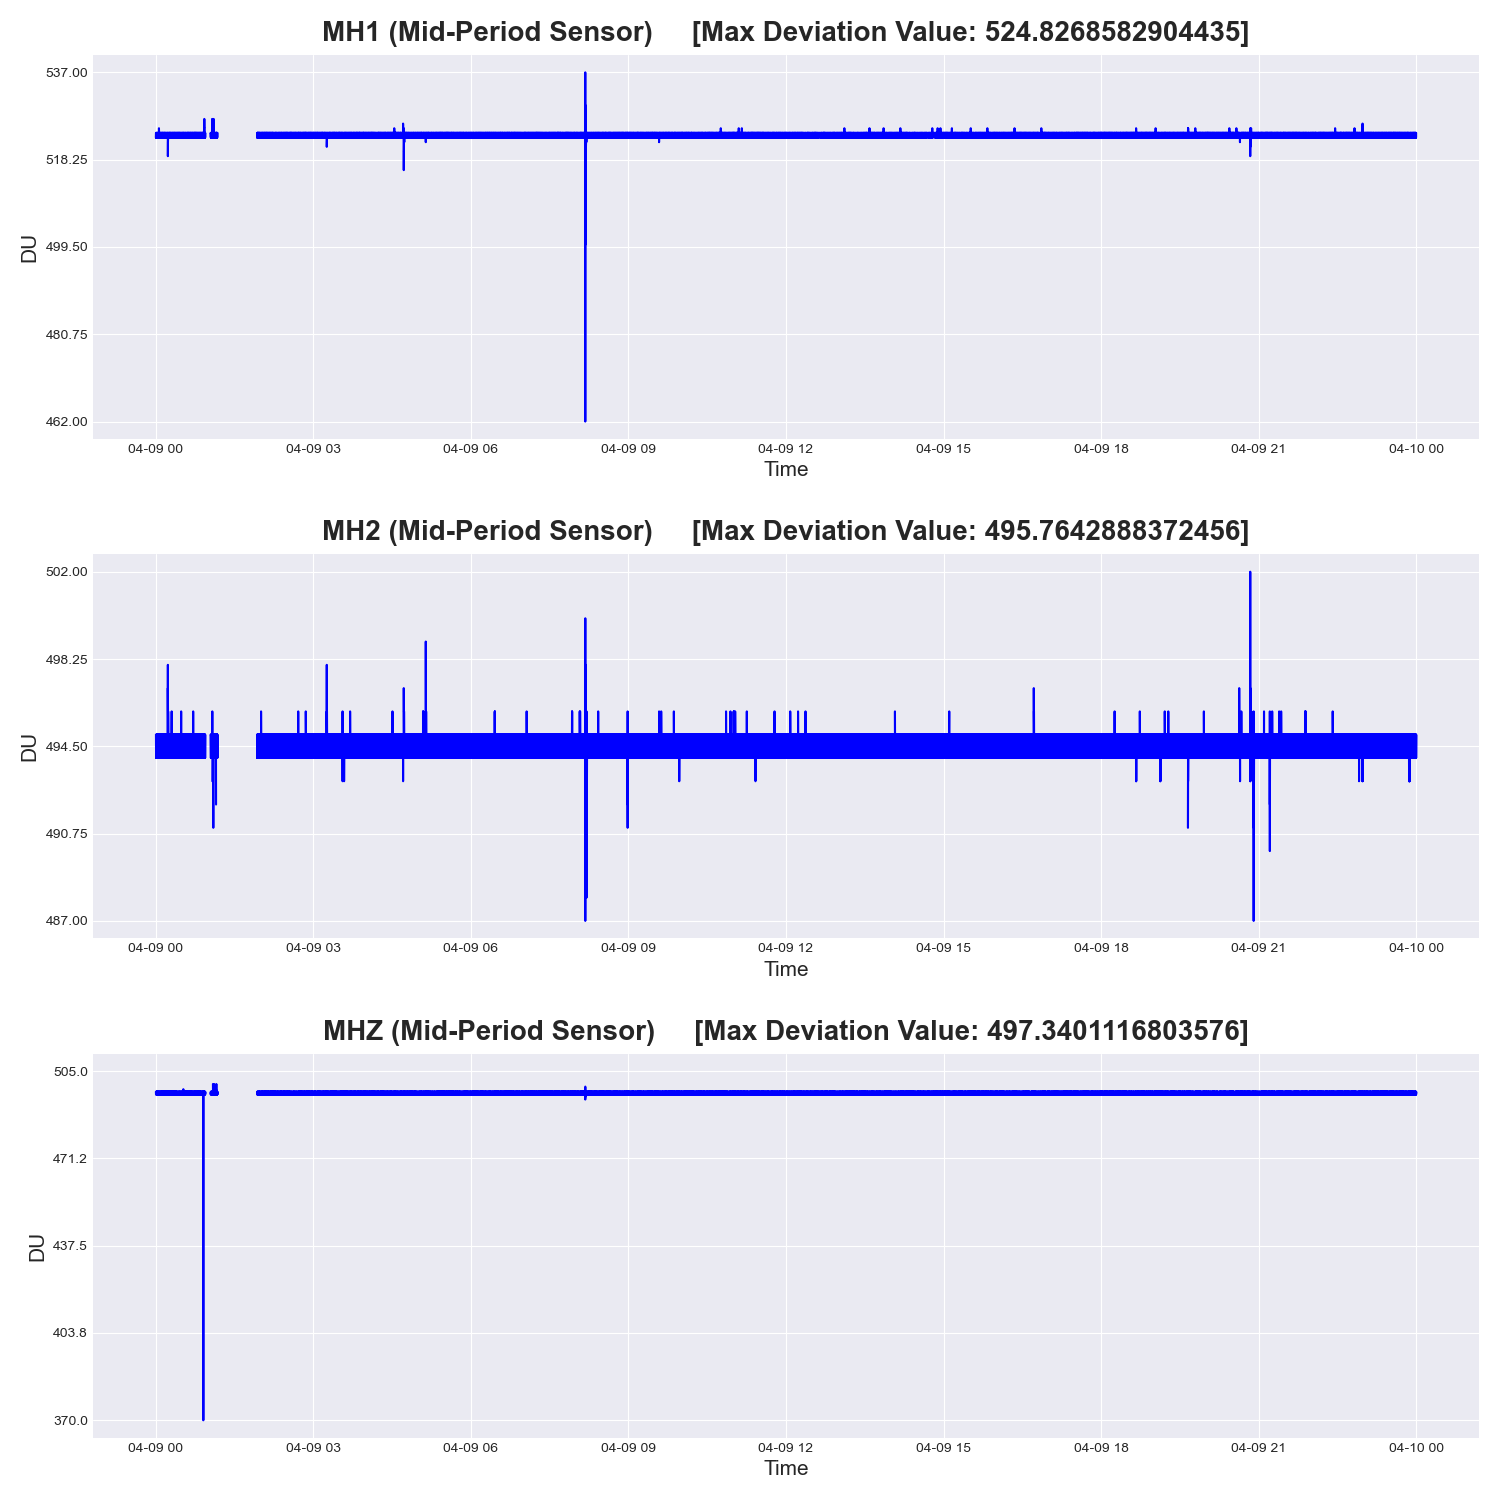 MH1 (Mid-Period Sensor) [Max Deviation Value: 524.8268582904435]
537.00
518.25
499.50
480.75
462.00
DU
04-09 00 04-09 03 04-09 06 04-09 09 04-09 12 04-09 15 04-09 18 04-09 21 04-10 00
Time
MH2 (Mid-Period Sensor) [Max Deviation Value: 495.7642888372456]
502.00
498.25
494.50
490.75
487.00
DU
04-09 00 04-09 03 04-09 06 04-09 09 04-09 12 04-09 15 04-09 18 04-09 21 04-10 00
Time
MHZ (Mid-Period Sensor) [Max Deviation Value: 497.3401116803576]
505.0
471.2
437.5
403.8
370.0
DU
04-09 00 04-09 03 04-09 06 04-09 09 04-09 12 04-09 15 04-09 18 04-09 21 04-10 00
Time